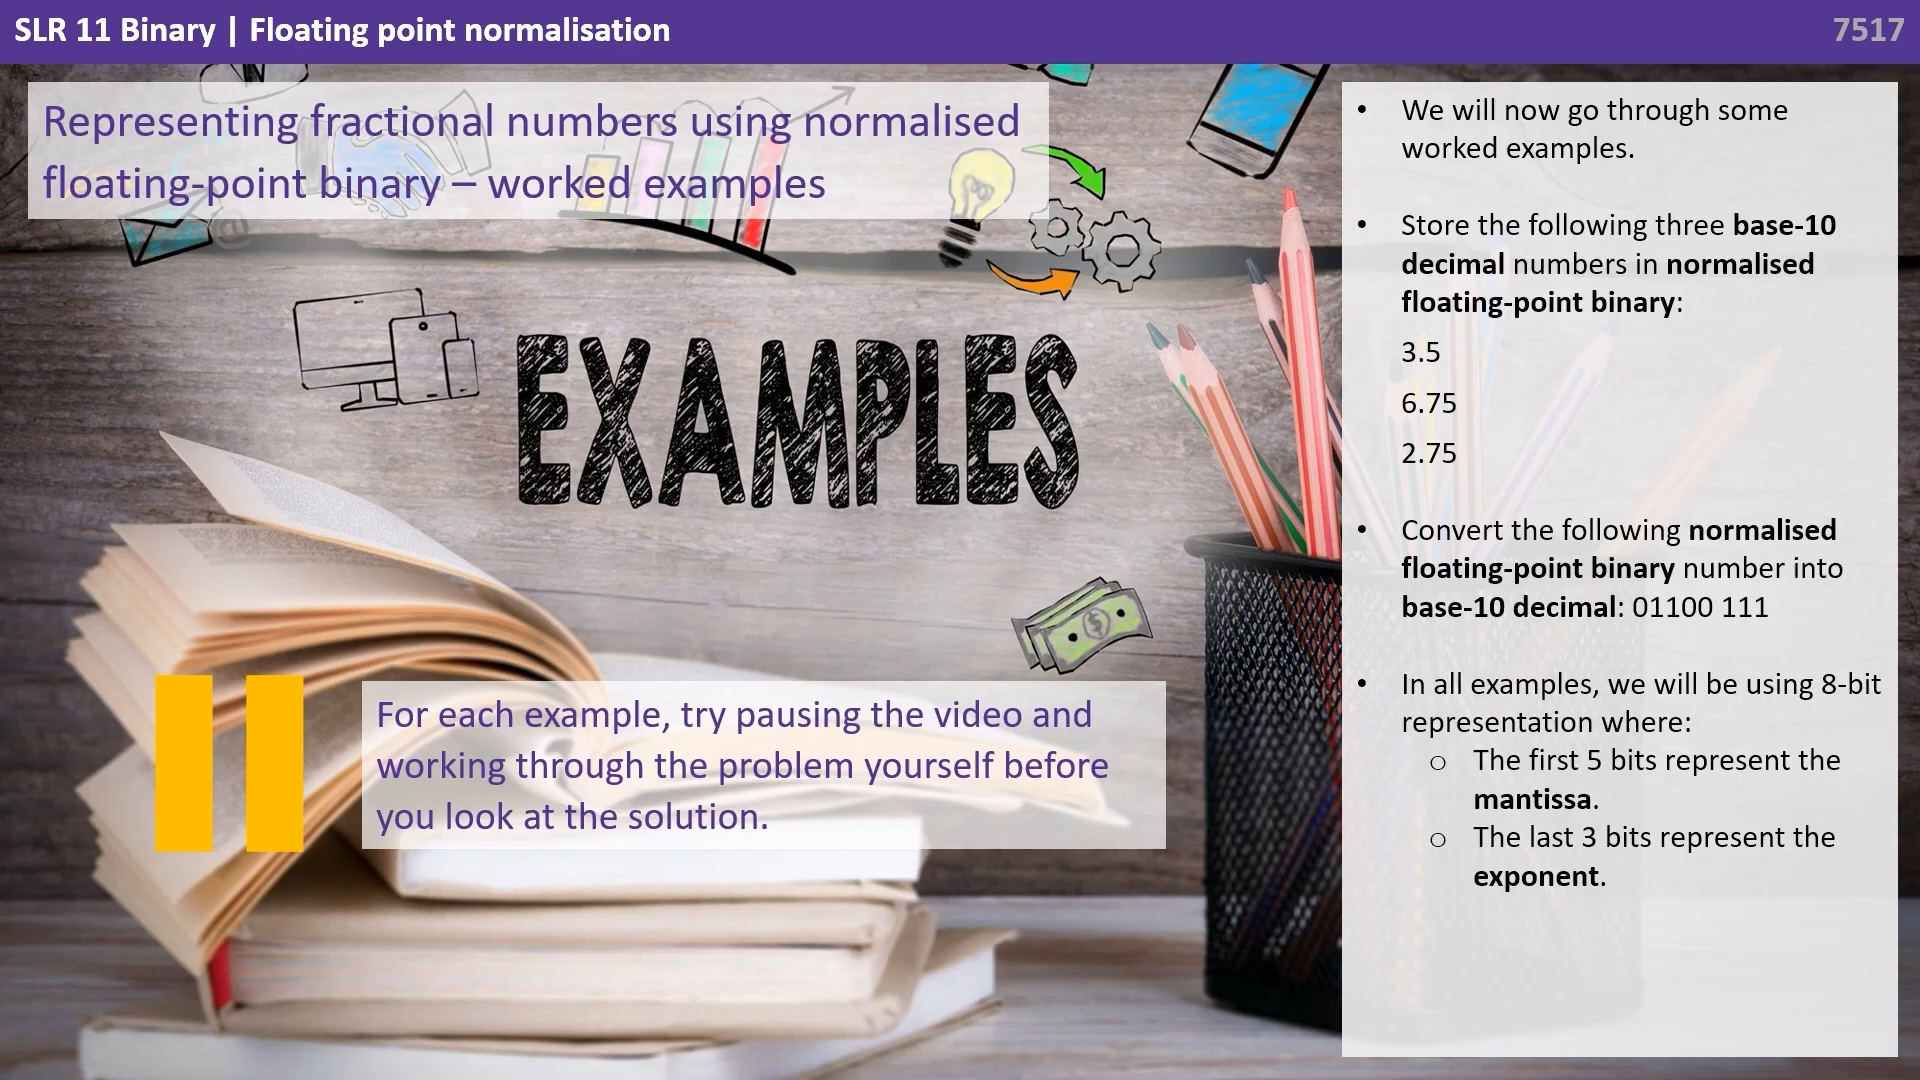 SLR 11 Binary | Floating point normalisation
7517
Representing fractional numbers using normalised
floating-point binary – worked examples
EXAMPLES
For each example, try pausing the video and
working through the problem yourself before
you look at the solution.
• We will now go through some
worked examples.
• Store the following three base-10
decimal numbers in normalised
floating-point binary:
3.5
6.75
2.75
• Convert the following normalised
floating-point binary number into
base-10 decimal: 01100 111
• In all examples, we will be using 8-bit
representation where:
o The first 5 bits represent the
mantissa.
o The last 3 bits represent the
exponent.